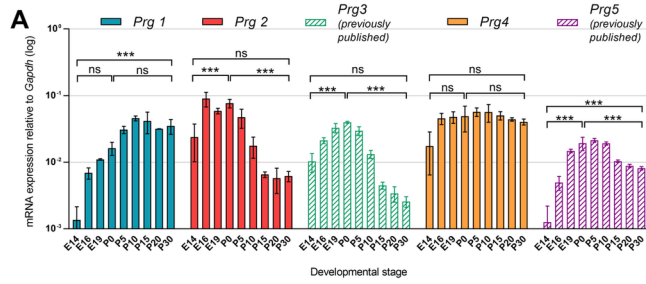 A
Prg 1
Prg 2
Prg3
(previously
published)
Prg4
Prg5
(previously
published)
mRNA expression relative to Gapdh (log)
10⁰
10⁻¹
10⁻²
10⁻³
***
ns
ns
ns
***
***
ns
***
***
ns
ns
ns
***
***
***
E14 E16 E19 P0 P5 P10 P15 P20 P30
E14 E16 E19 P0 P5 P10 P15 P20 P30
E14 E16 E19 P0 P5 P10 P15 P20 P30
E14 E16 E19 P0 P5 P10 P15 P20 P30
E14 E16 E19 P0 P5 P10 P15 P20 P30
Developmental stage